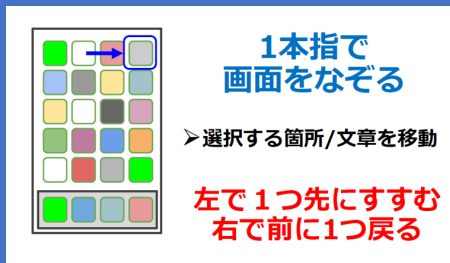 1本指で
画面をなぞる
➢選択する箇所/文章を移動
左で１つ先にすすむ
右で前に1つ戻る